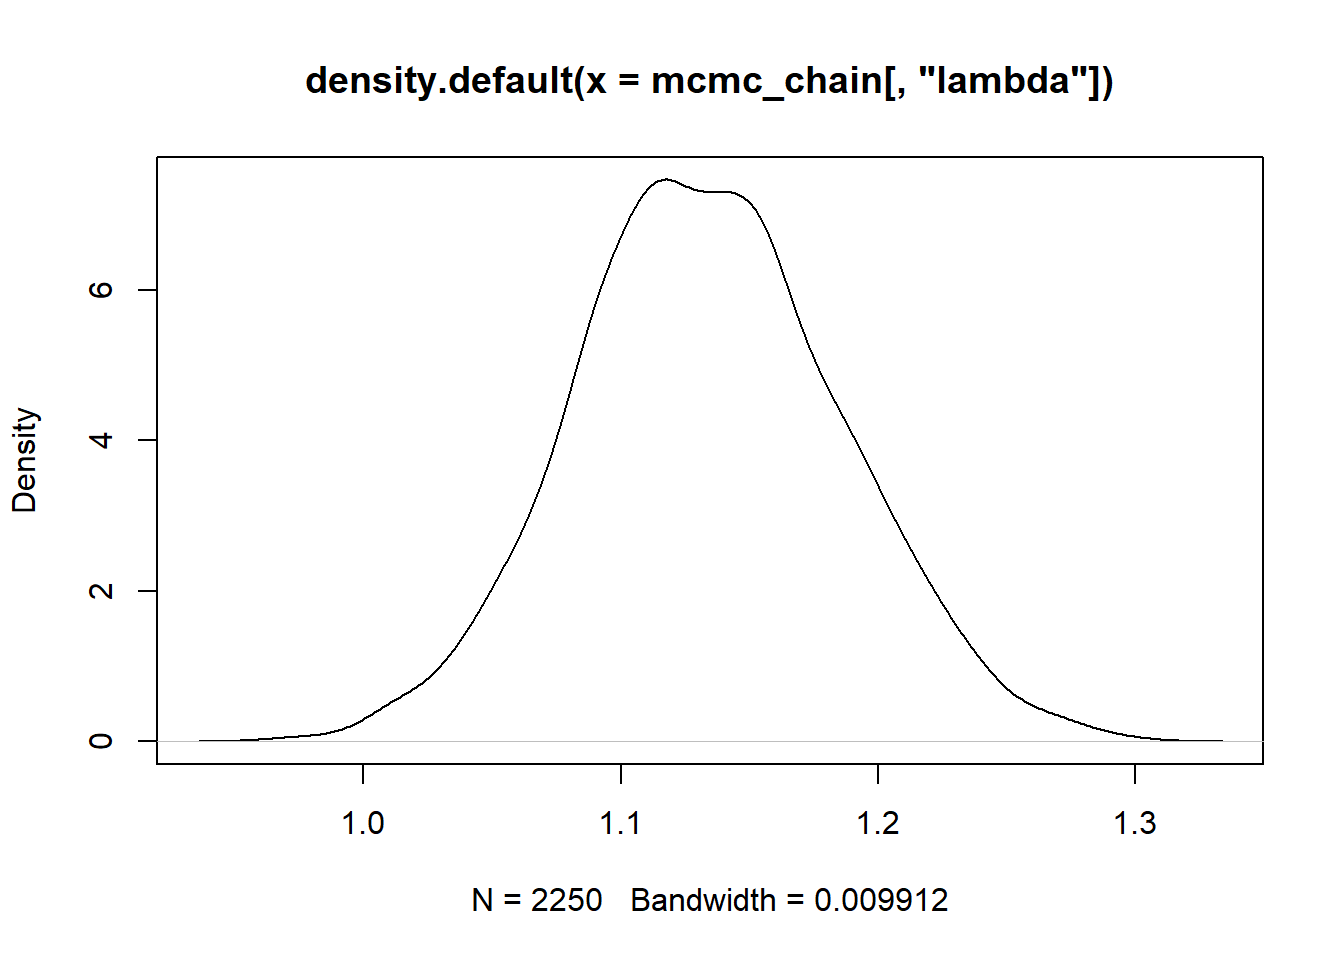 density.default(x = mcmc_chain[, "lambda"])
Density
6
4
2
0
1.0 1.1 1.2 1.3
N = 2250 Bandwidth = 0.009912